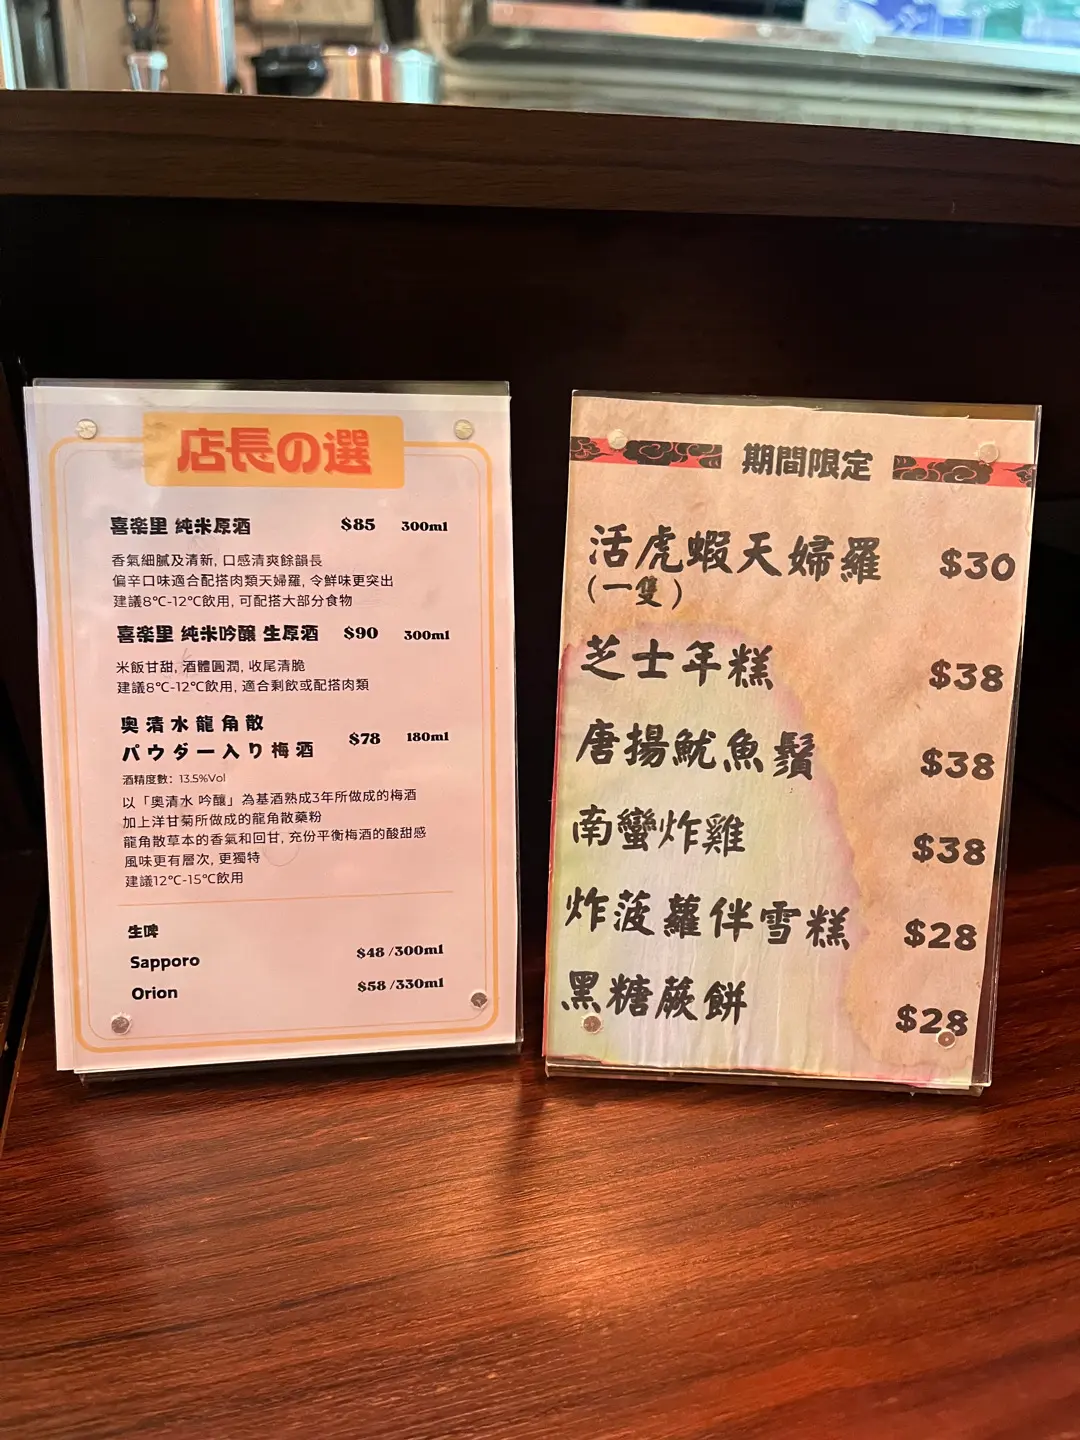 店長の選
喜楽里 純米原酒 $85 300ml
香氣細膩及清新, 口感清爽餘韻長
偏辛口味適合配搭肉類天婦羅, 令鮮味更突出
建議8°C-12°C飲用, 可配搭大部分食物
喜楽里 純米吟釀 生原酒 $90 300ml
米飯甘甜, 酒體圓潤, 收尾清脆
建議8°C-12°C飲用, 適合剩飲或配搭肉類
奧清水龍角散
パウダー入り梅酒 $78 180ml
酒精度數: 13.5%Vol
以「奧清水 吟釀」為基酒熟成3年所做成的梅酒
加上洋甘菊所做成的龍角散藥粉
龍角散草本的香氣和回甘, 充份平衡梅酒的酸甜感
風味更有層次, 更獨特
建議12°C-15°C飲用
生啤
Sapporo $48/300ml
Orion $58/330ml
期間限定
活虎蝦天婦羅 $30
(一隻)
芝士年糕 $38
唐揚魷魚鬚 $38
南蠻炸雞 $38
炸菠蘿伴雪糕 $28
黑糖蕨餅 $28